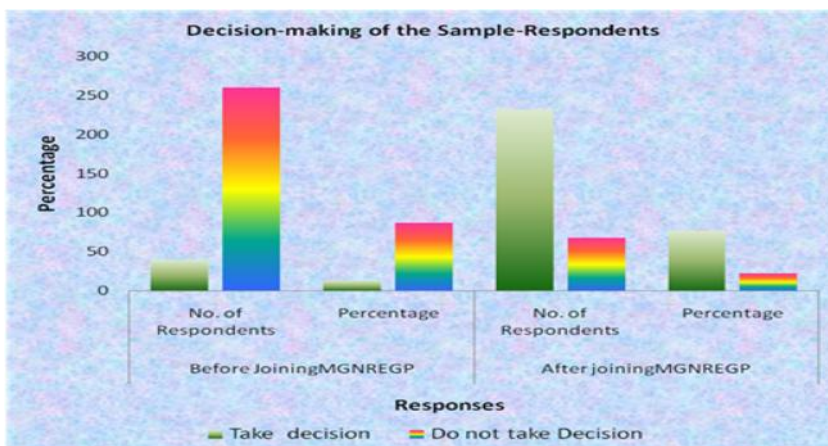 Decision-making of the Sample-Respondents
Percentage
300
250
200
150
100
50
0
No. of
Respondents
Percentage
No. of
Respondents
Percentage
Before JoiningMGNREGP
After joiningMGNREGP
Responses
Take decision
Do not take Decision